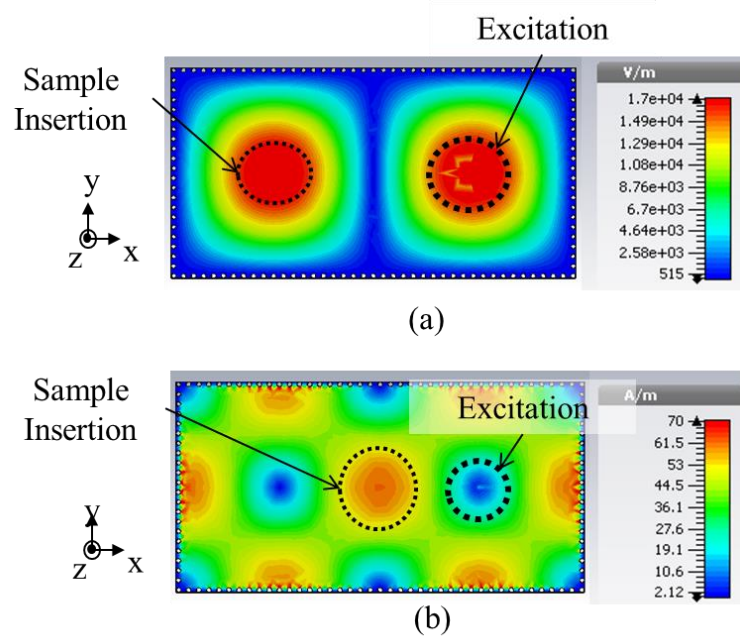 Excitation
Sample
Insertion
V/m
1.7e+04
1.49e+04
1.29e+04
1.08e+04
8.76e+03
6.7e+03
4.64e+03
2.58e+03
515
y
z
x
(a)
Sample
Insertion
Excitation
A/m
70
61.5
53
44.5
36.1
27.6
19.1
10.6
2.12
y
z
x
(b)